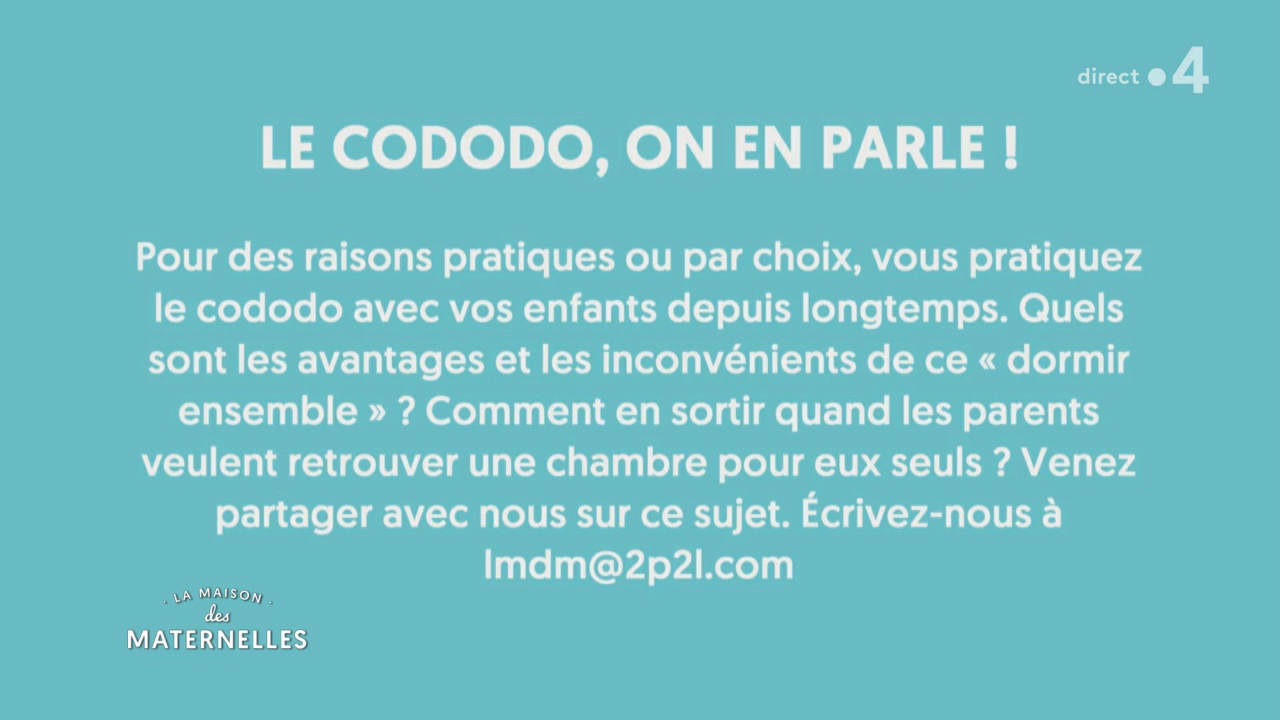 direct 4
LE CODODO, ON EN PARLE !
Pour des raisons pratiques ou par choix, vous pratiquez
le cododo avec vos enfants depuis longtemps. Quels
sont les avantages et les inconvénients de ce « dormir
ensemble » ? Comment en sortir quand les parents
veulent retrouver une chambre pour eux seuls ? Venez
partager avec nous sur ce sujet. Écrivez-nous à
lmdm@2p2l.com
LA MAISON
des
MATERNELLES